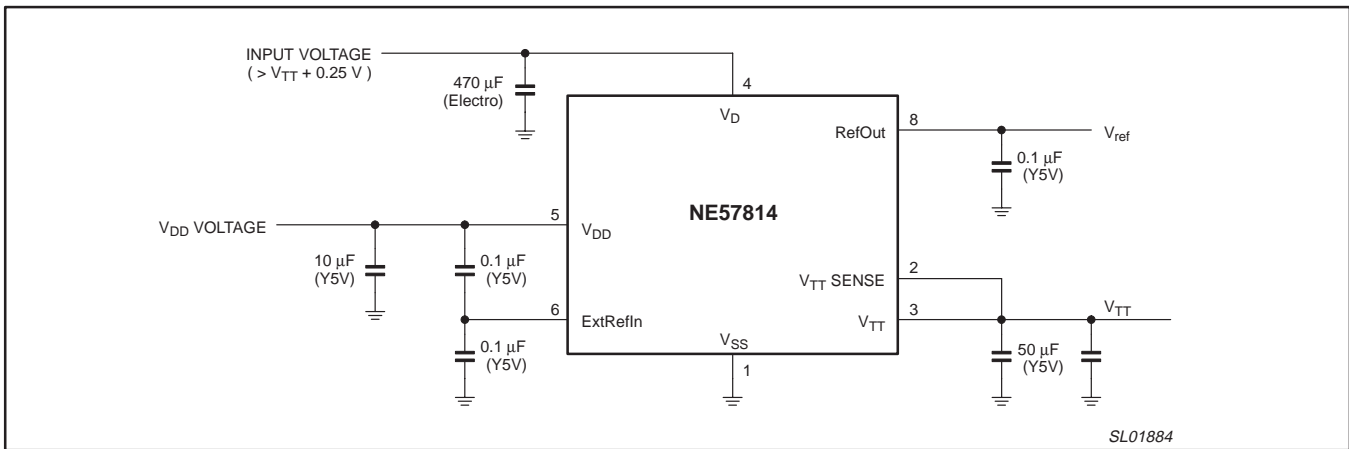 INPUT VOLTAGE
( > VTT + 0.25 V )
470 μF
(Electro)
4
VD
RefOut
8
Vref
0.1 μF
(Y5V)
NE57814
VDD VOLTAGE
5
VDD
10 μF
(Y5V)
0.1 μF
(Y5V)
VTT SENSE
2
6
ExtRefIn
VTT
3
VTT
0.1 μF
(Y5V)
VSS
1
50 μF
(Y5V)
SL01884